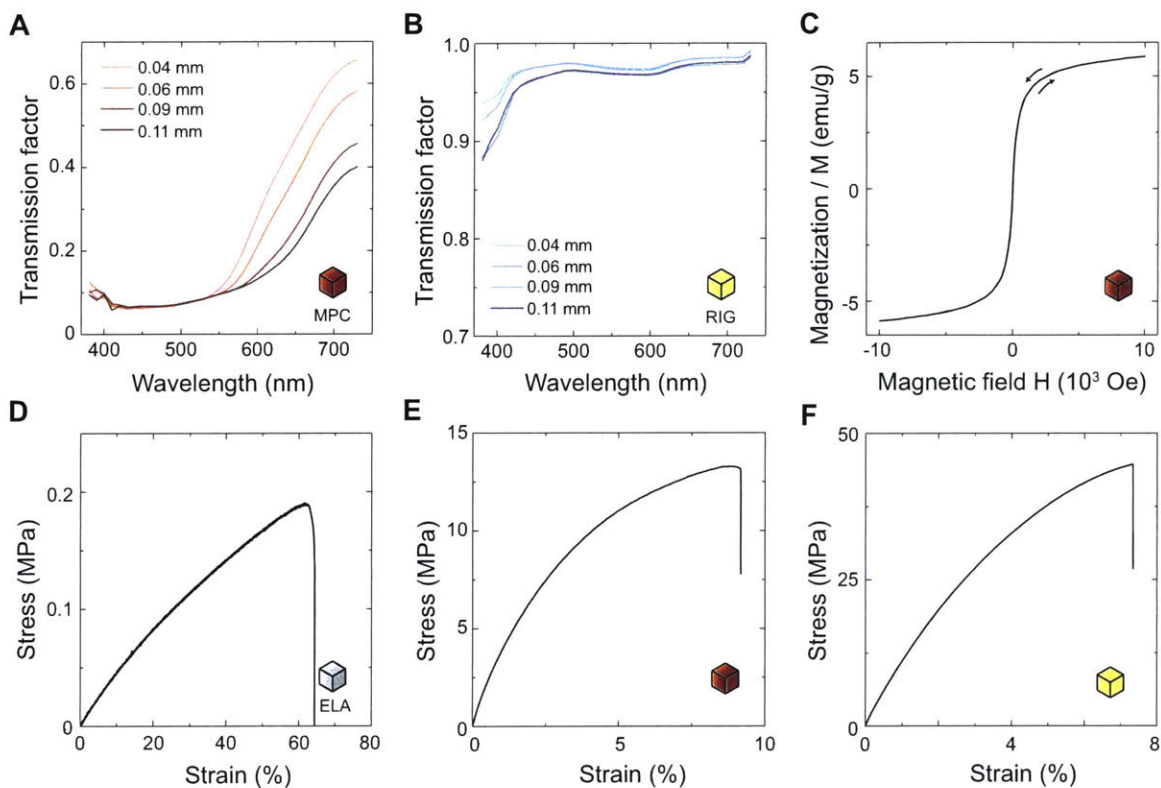 A
0.6
0.4
0.2
0
Transmission factor
0.04 mm
0.06 mm
0.09 mm
0.11 mm
MPC
400 500 600 700
Wavelength (nm)
B
1.0
0.9
0.8
0.7
Transmission factor
0.04 mm
0.06 mm
0.09 mm
0.11 mm
RIG
400 500 600 700
Wavelength (nm)
C
5
0
-5
Magnetization / M (emu/g)
-10 0 10
Magnetic field H (10³ Oe)
D
0.2
0.1
0
Stress (MPa)
ELA
0 20 40 60 80
Strain (%)
E
15
10
5
0
Stress (MPa)
0 5 10
Strain (%)
F
50
25
0
Stress (MPa)
0 4 8
Strain (%)